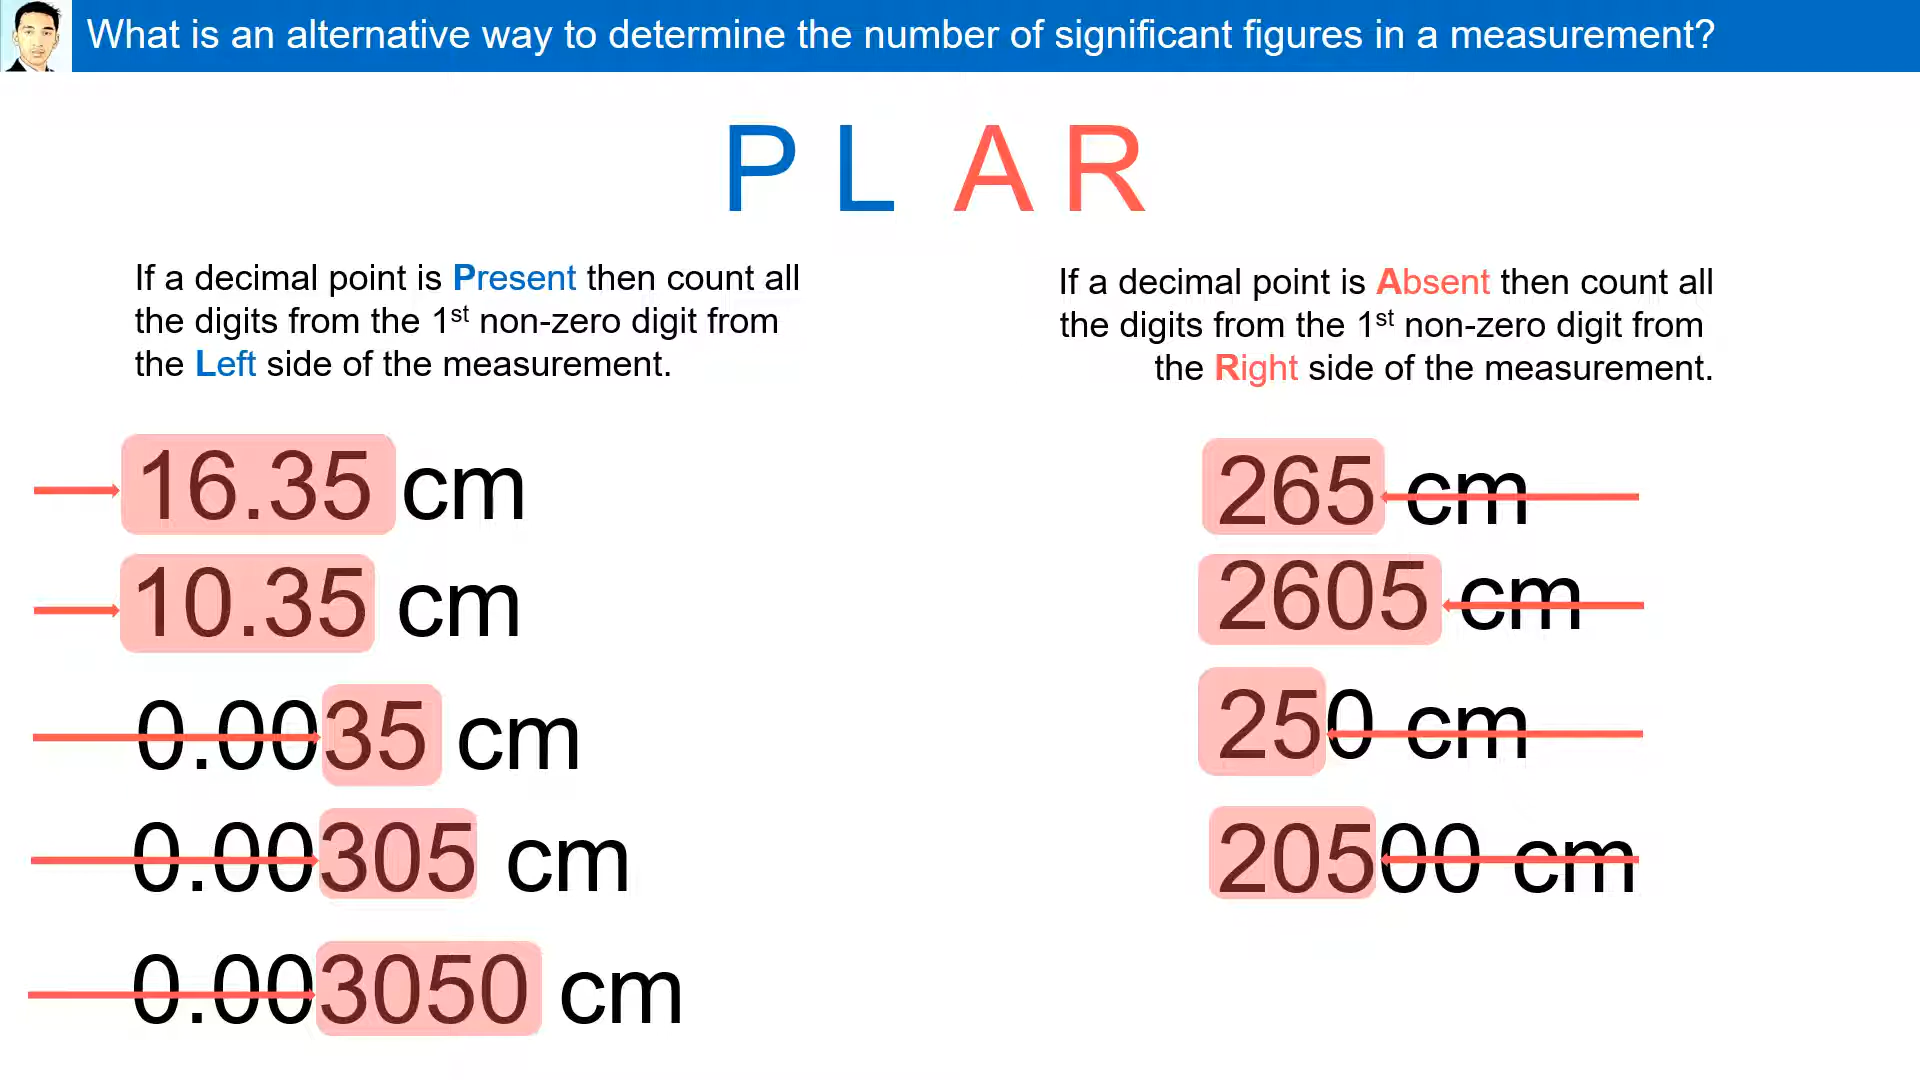 What is an alternative way to determine the number of significant figures in a measurement?
P L A R
If a decimal point is Present then count all
the digits from the 1st non-zero digit from
the Left side of the measurement.
If a decimal point is Absent then count all
the digits from the 1st non-zero digit from
the Right side of the measurement.
16.35 cm
10.35 cm
0.0035 cm
0.00305 cm
0.003050 cm
265 cm
2605 cm
250 cm
20500 cm